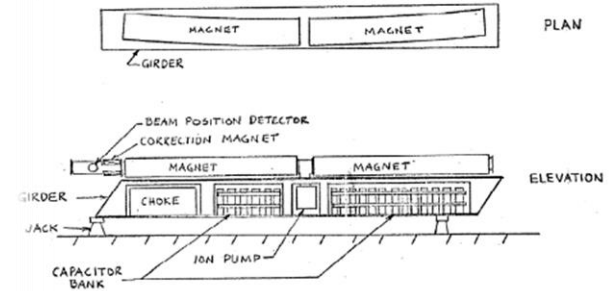 PLAN
MAGNET
MAGNET
GIRDER
BEAM POSITION DETECTOR
CORRECTION MAGNET
MAGNET
MAGNET
ELEVATION
GIRDER
CHOKE
JACK
ION PUMP
CAPACITOR
BANK